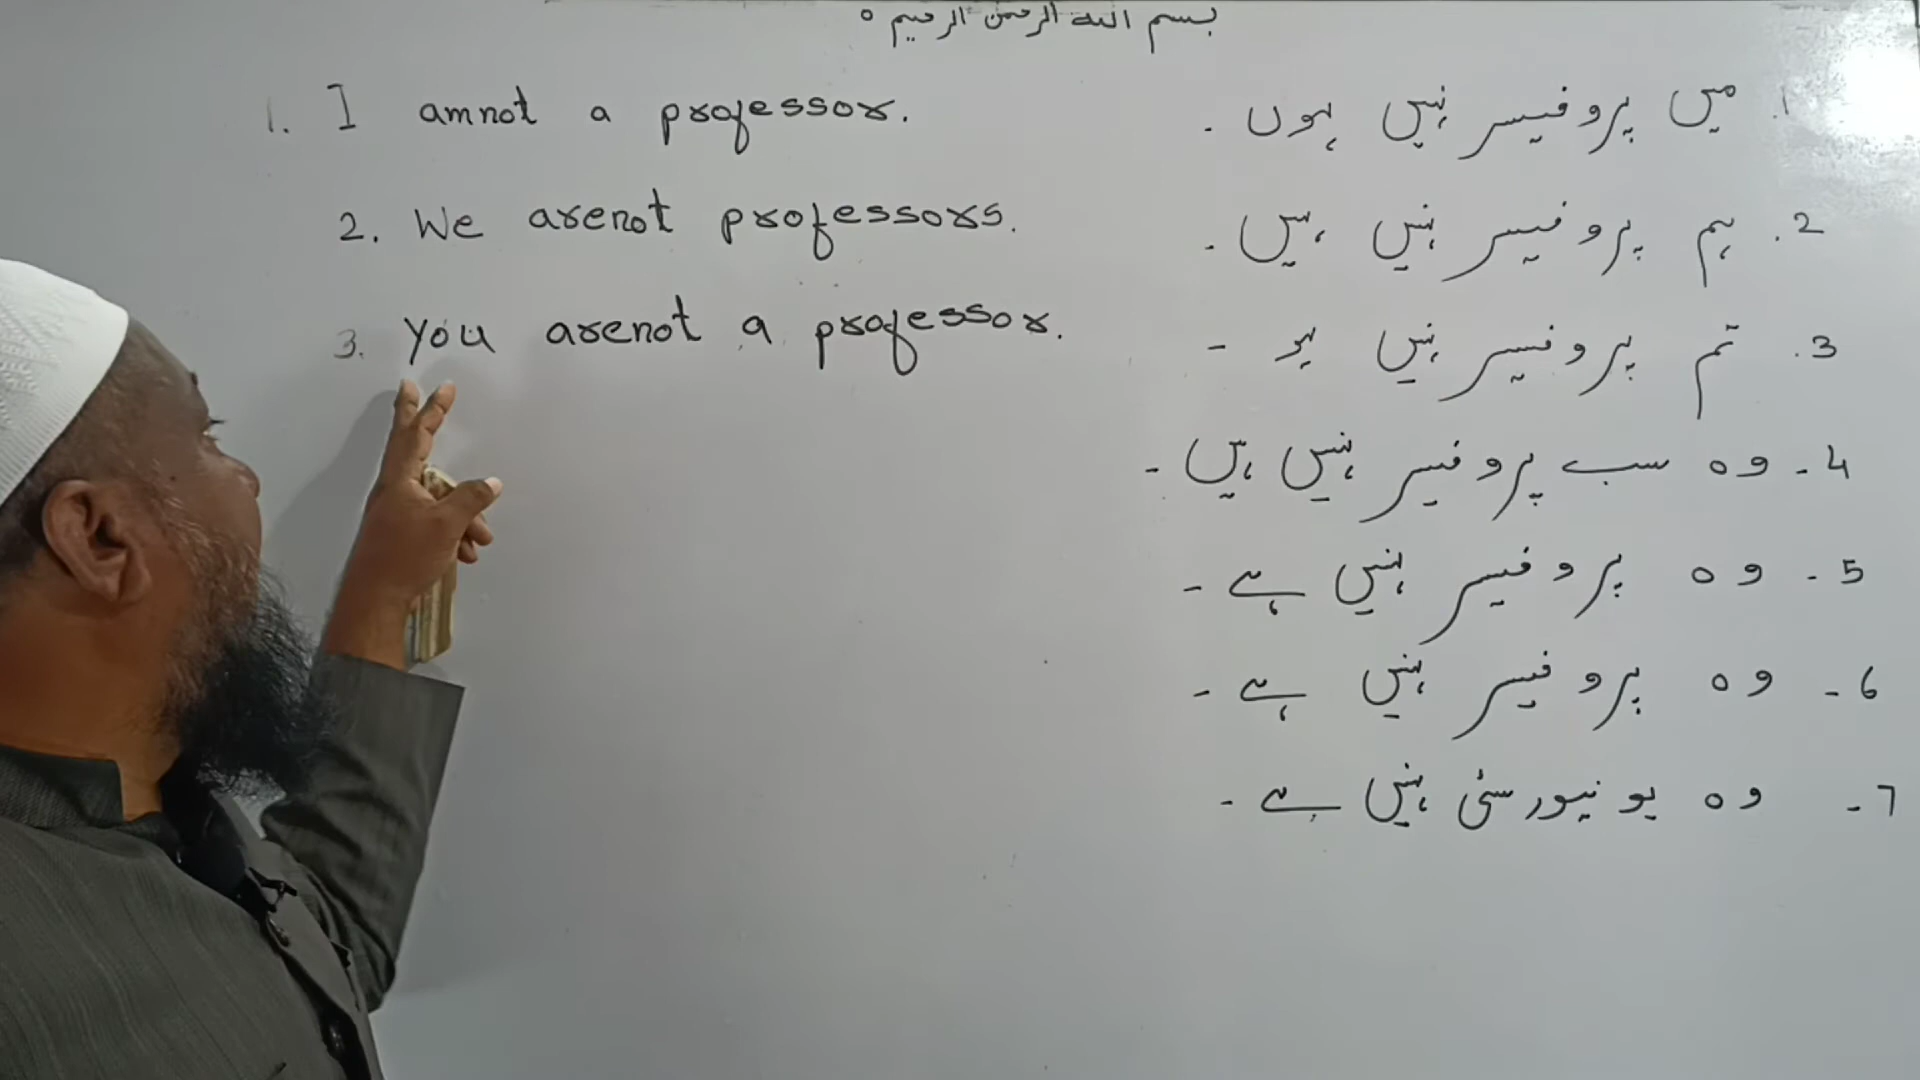 بسم الله الرحمن الرحیم ○
1. I amnot a professor.
1. میں پروفیسر نہیں ہوں ۔
2. We arenot professors.
2. ہم پروفیسر نہیں ہیں ۔
3. You arenot a professor.
3. تم پروفیسر نہیں ہو ۔
4۔ وہ سب پروفیسر نہیں ہیں ۔
5۔ وہ پروفیسر نہیں ہے ۔
6۔ وہ پروفیسر نہیں ہے ۔
7۔ وہ یونیورسٹی نہیں ہے ۔